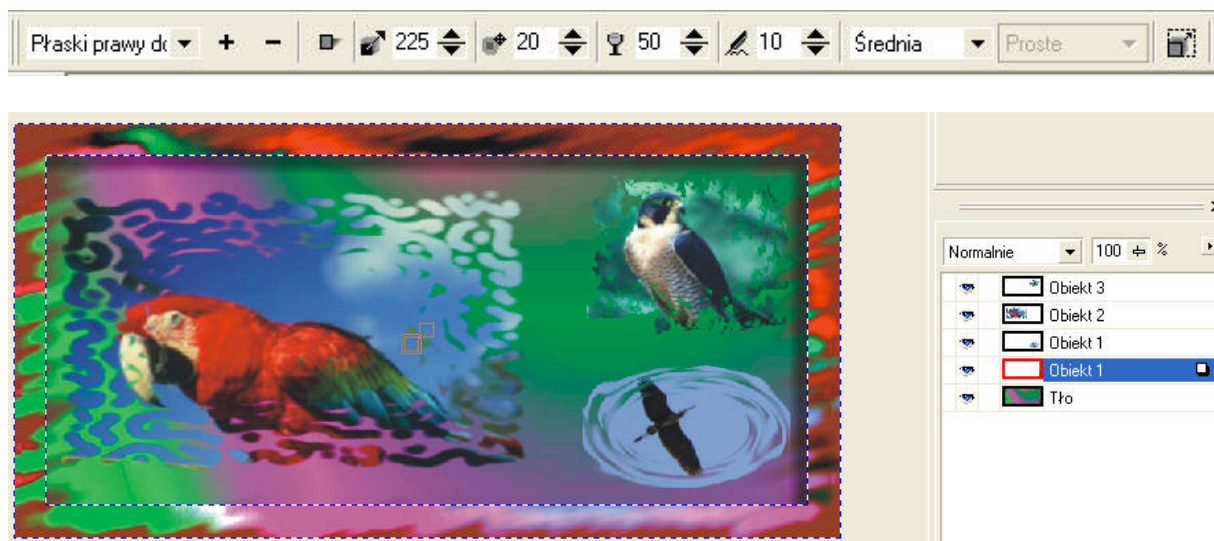 Płaski prawy dc 225 20 50 10 Średnia Proste
Normalnie 100 %
Obiekt 3
Obiekt 2
Obiekt 1
Obiekt 1
Tło